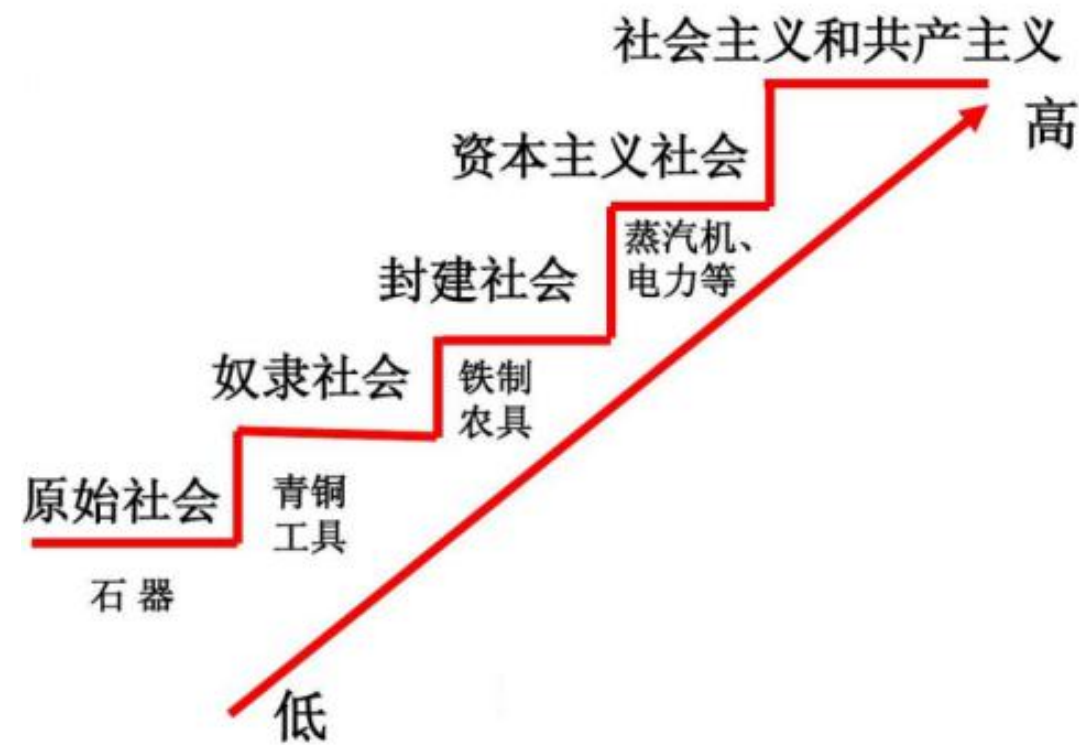 社会主义和共产主义
高
资本主义社会
蒸汽机、
电力等
封建社会
铁制
农具
奴隶社会
青铜
工具
原始社会
石器
低